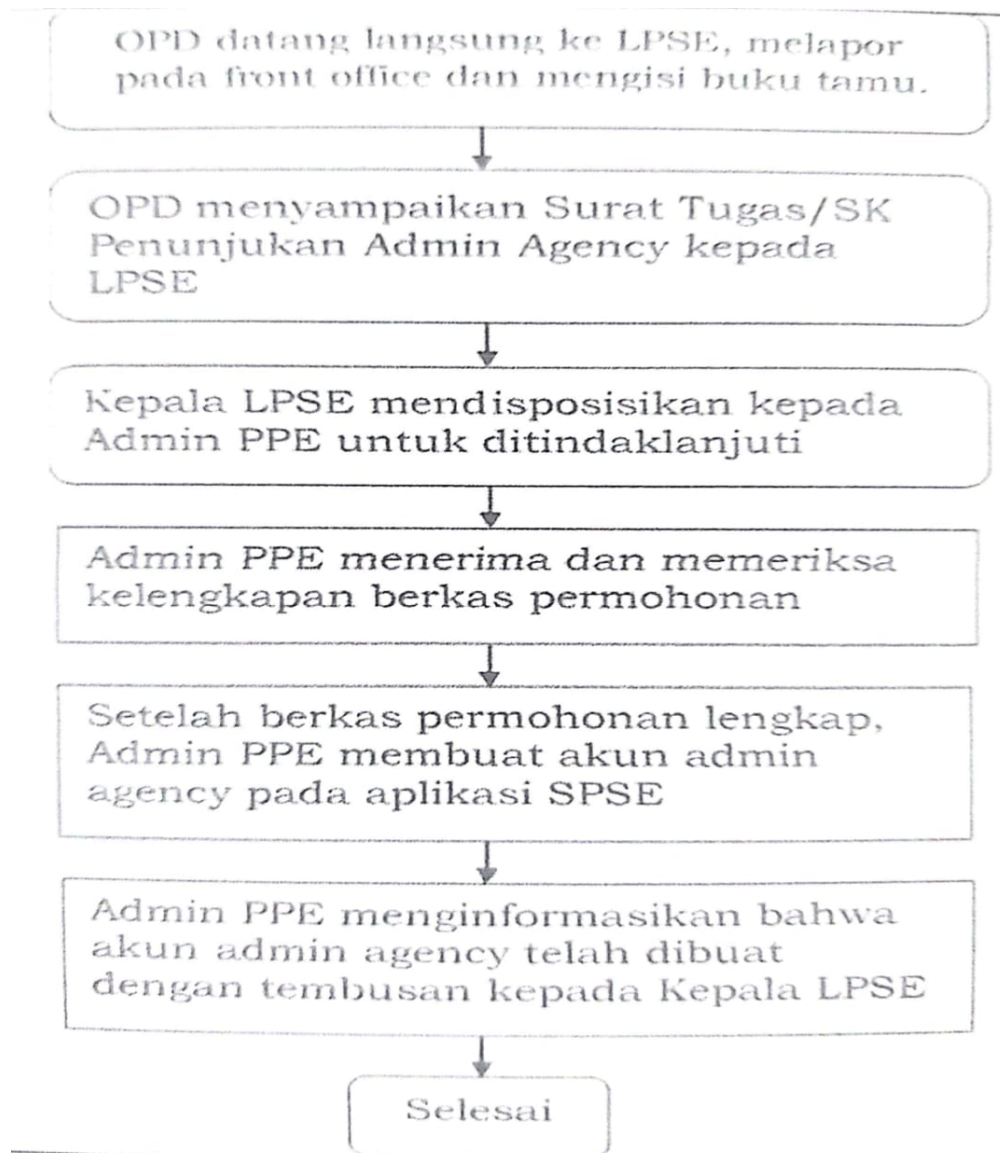 OPD datang langsung ke LPSE, melapor
pada front office dan mengisi buku tamu.
OPD menyampaikan Surat Tugas/SK
Penunjukan Admin Agency kepada
LPSE
Kepala LPSE mendisposisikan kepada
Admin PPE untuk ditindaklanjuti
Admin PPE menerima dan memeriksa
kelengkapan berkas permohonan
Setelah berkas permohonan lengkap,
Admin PPE membuat akun admin
agency pada aplikasi SPSE
Admin PPE menginformasikan bahwa
akun admin agency telah dibuat
dengan tembusan kepada Kepala LPSE
Selesai